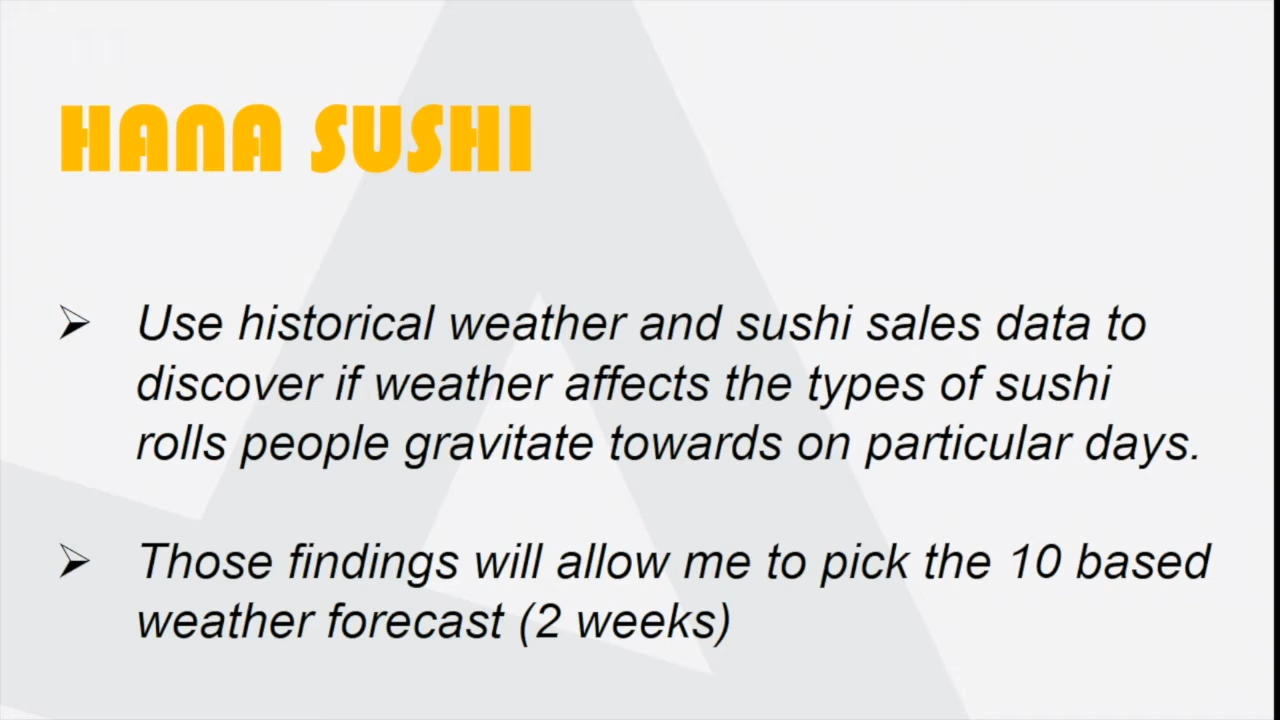 HANA SUSHI
Use historical weather and sushi sales data to
discover if weather affects the types of sushi
rolls people gravitate towards on particular days.
Those findings will allow me to pick the 10 based
weather forecast (2 weeks)